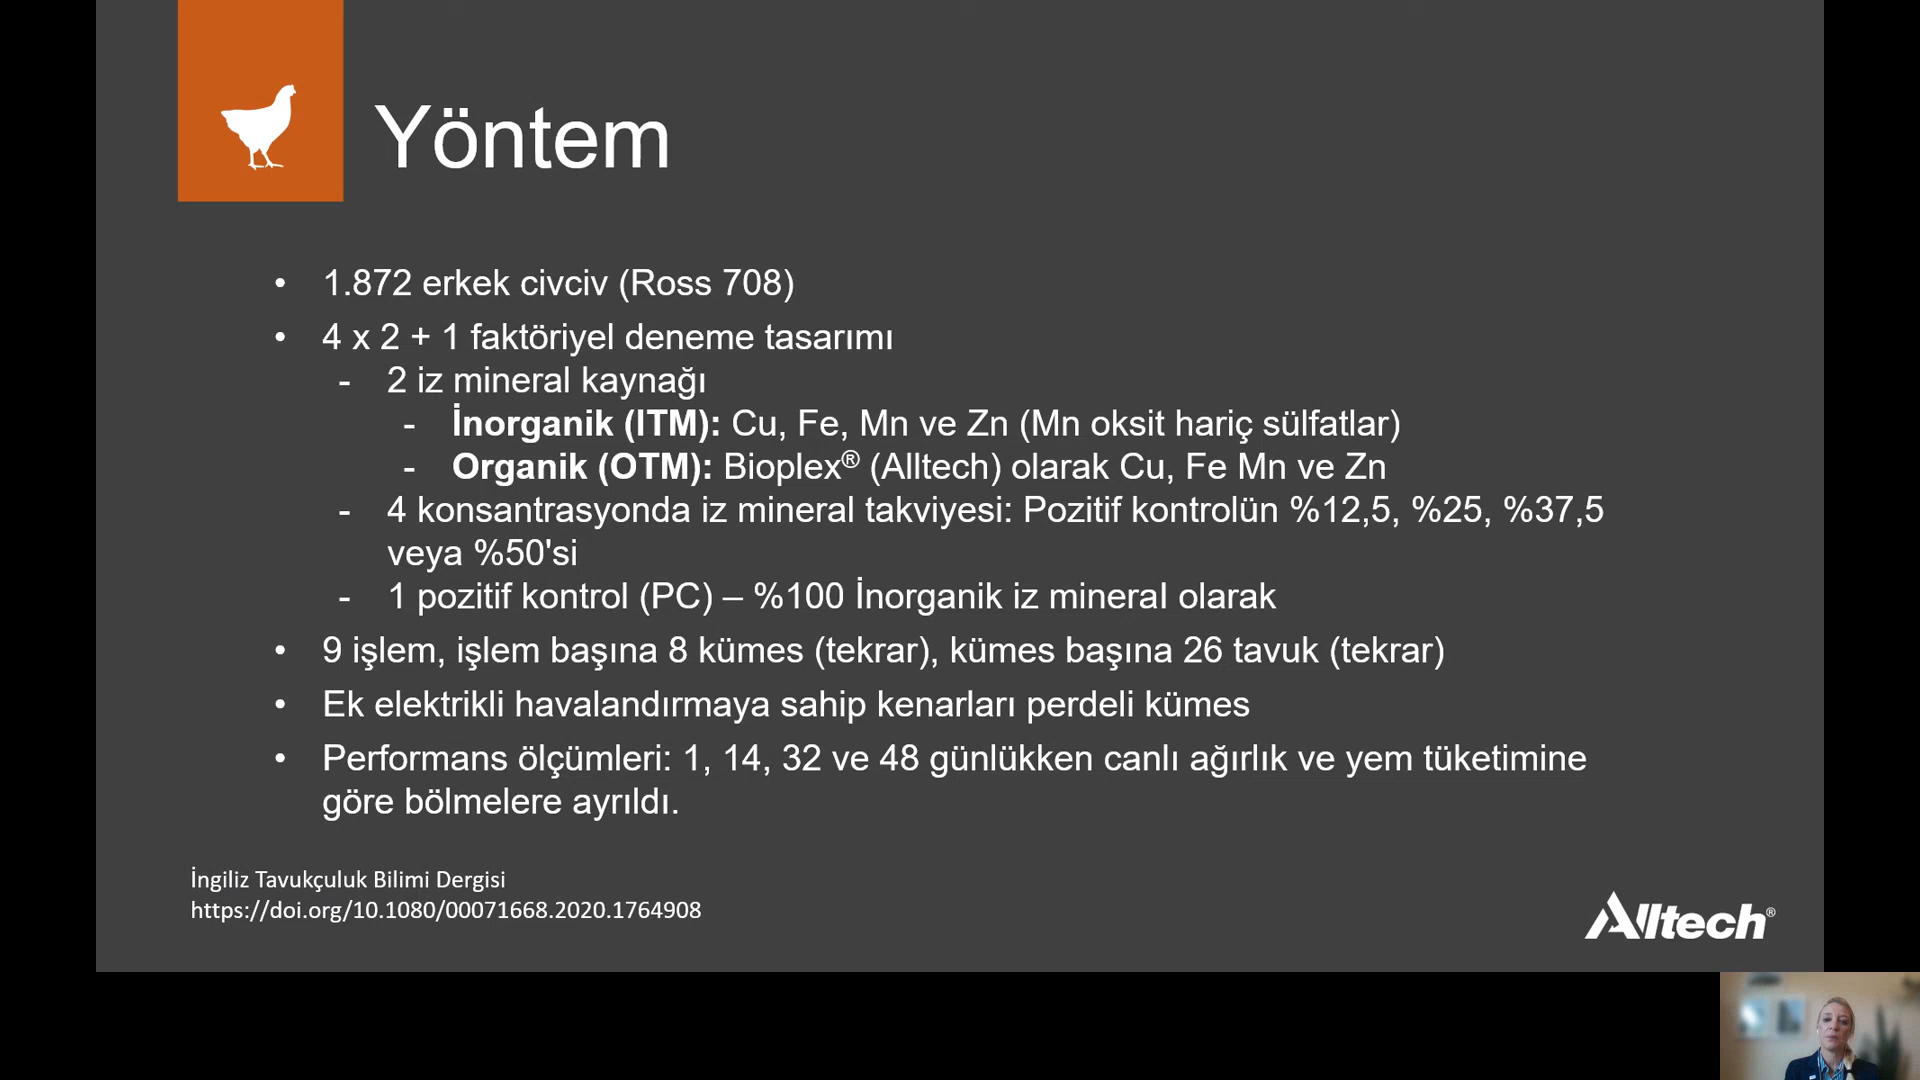 Yöntem
• 1.872 erkek civciv (Ross 708)
• 4 x 2 + 1 faktöriyel deneme tasarımı
- 2 iz mineral kaynağı
- İnorganik (ITM): Cu, Fe, Mn ve Zn (Mn oksit hariç sülfatlar)
- Organik (OTM): Bioplex® (Alltech) olarak Cu, Fe Mn ve Zn
- 4 konsantrasyonda iz mineral takviyesi: Pozitif kontrolün %12,5, %25, %37,5
veya %50'si
- 1 pozitif kontrol (PC) – %100 İnorganik iz mineral olarak
• 9 işlem, işlem başına 8 kümes (tekrar), kümes başına 26 tavuk (tekrar)
• Ek elektrikli havalandırmaya sahip kenarları perdeli kümes
• Performans ölçümleri: 1, 14, 32 ve 48 günlükken canlı ağırlık ve yem tüketimine
göre bölmelere ayrıldı.
İngiliz Tavukçuluk Bilimi Dergisi
https://doi.org/10.1080/00071668.2020.1764908
Alltech®